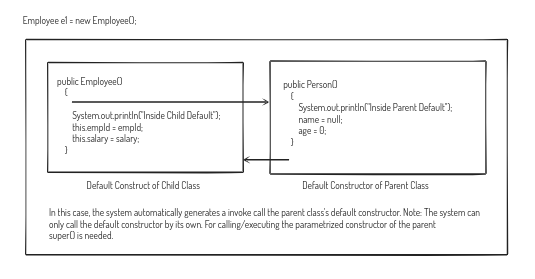 Employee e1 = new Employee();
public Employee()
{
System.out.println("Inside Child Default");
this.empId = empId;
this.salary = salary;
}
Default Construct of Child Class
public Person()
{
System.out.println("Inside Parent Default");
name = null;
age = 0;
}
Default Constructor of Parent Class
In this case, the system automatically generates a invoke call the parent class's default constructor. Note: The system can
only call the default constructor by its own. For calling/executing the parametrized constructor of the parent
super() is needed.